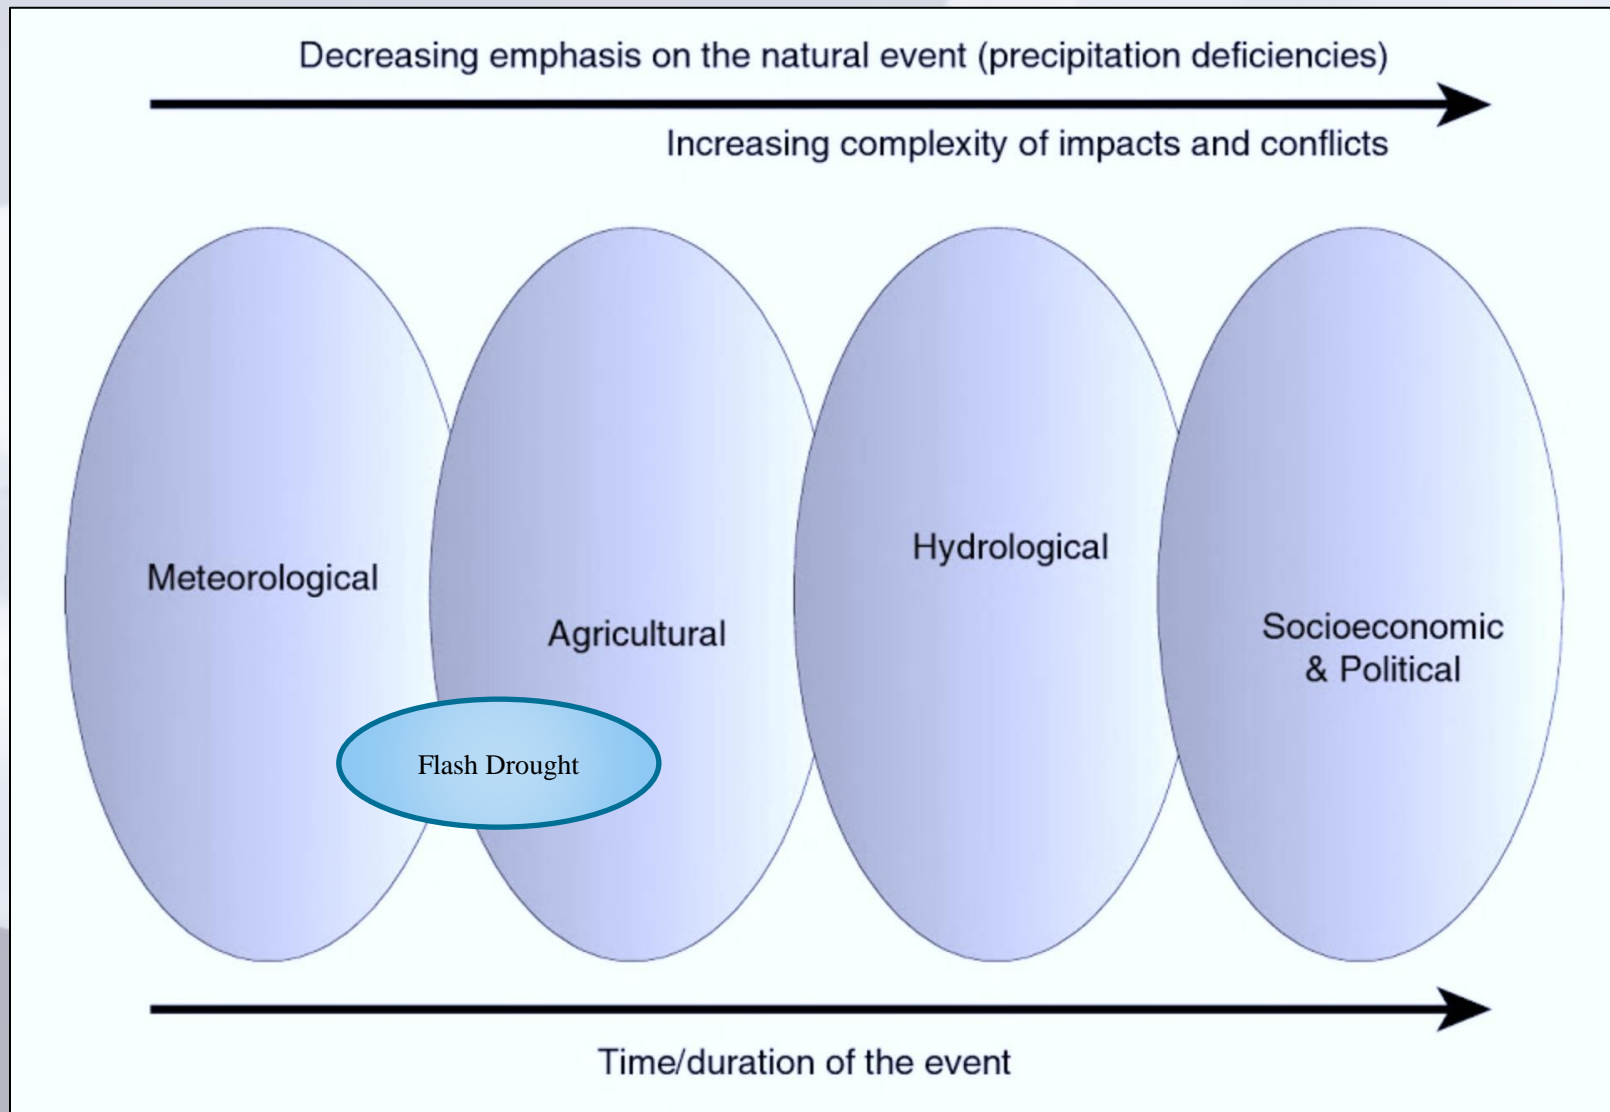 Decreasing emphasis on the natural event (precipitation deficiencies)
Increasing complexity of impacts and conflicts
Meteorological
Agricultural
Hydrological
Socioeconomic
& Political
Flash Drought
Time/duration of the event